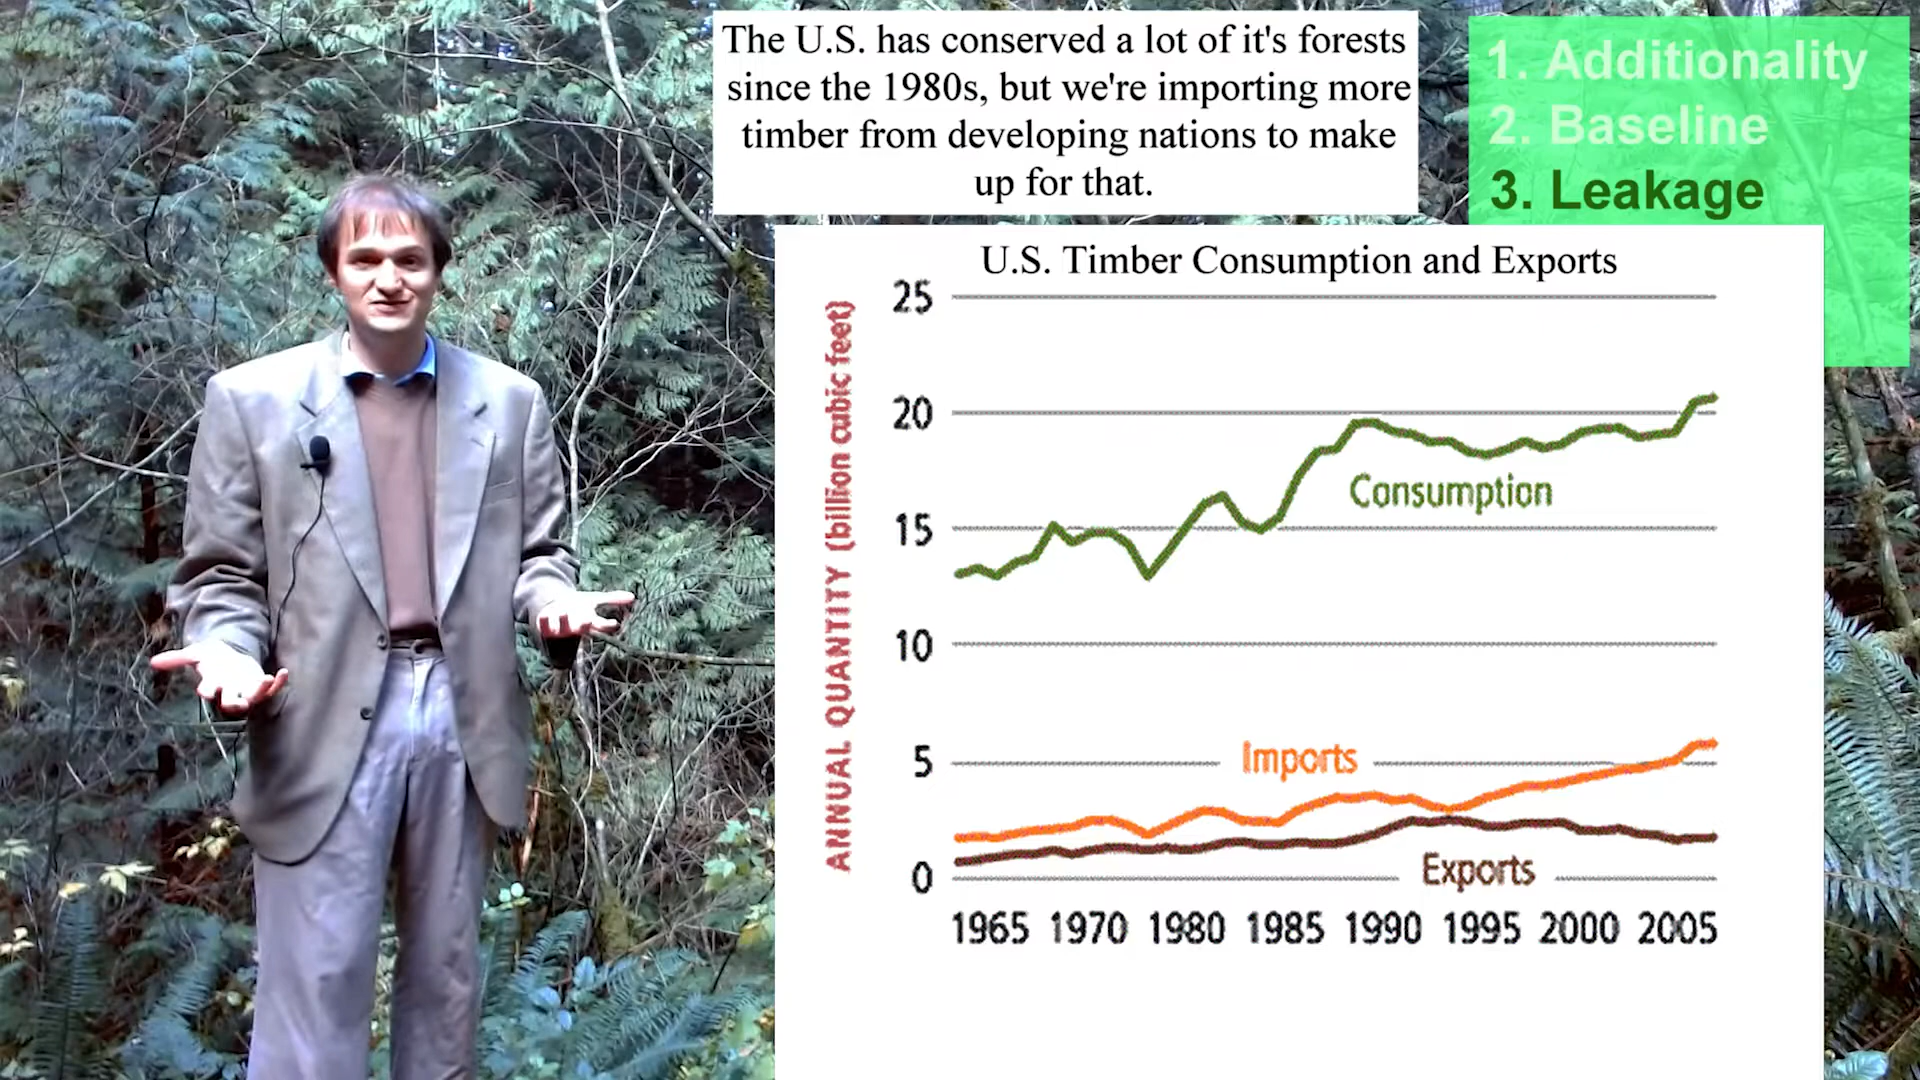 The U.S. has conserved a lot of it's forests
since the 1980s, but we're importing more
timber from developing nations to make
up for that.
1. Additionality
2. Baseline
3. Leakage
U.S. Timber Consumption and Exports
ANNUAL QUANTITY (billion cubic feet)
25
20
Consumption
15
10
Imports
5
Exports
0
1965 1970 1980 1985 1990 1995 2000 2005